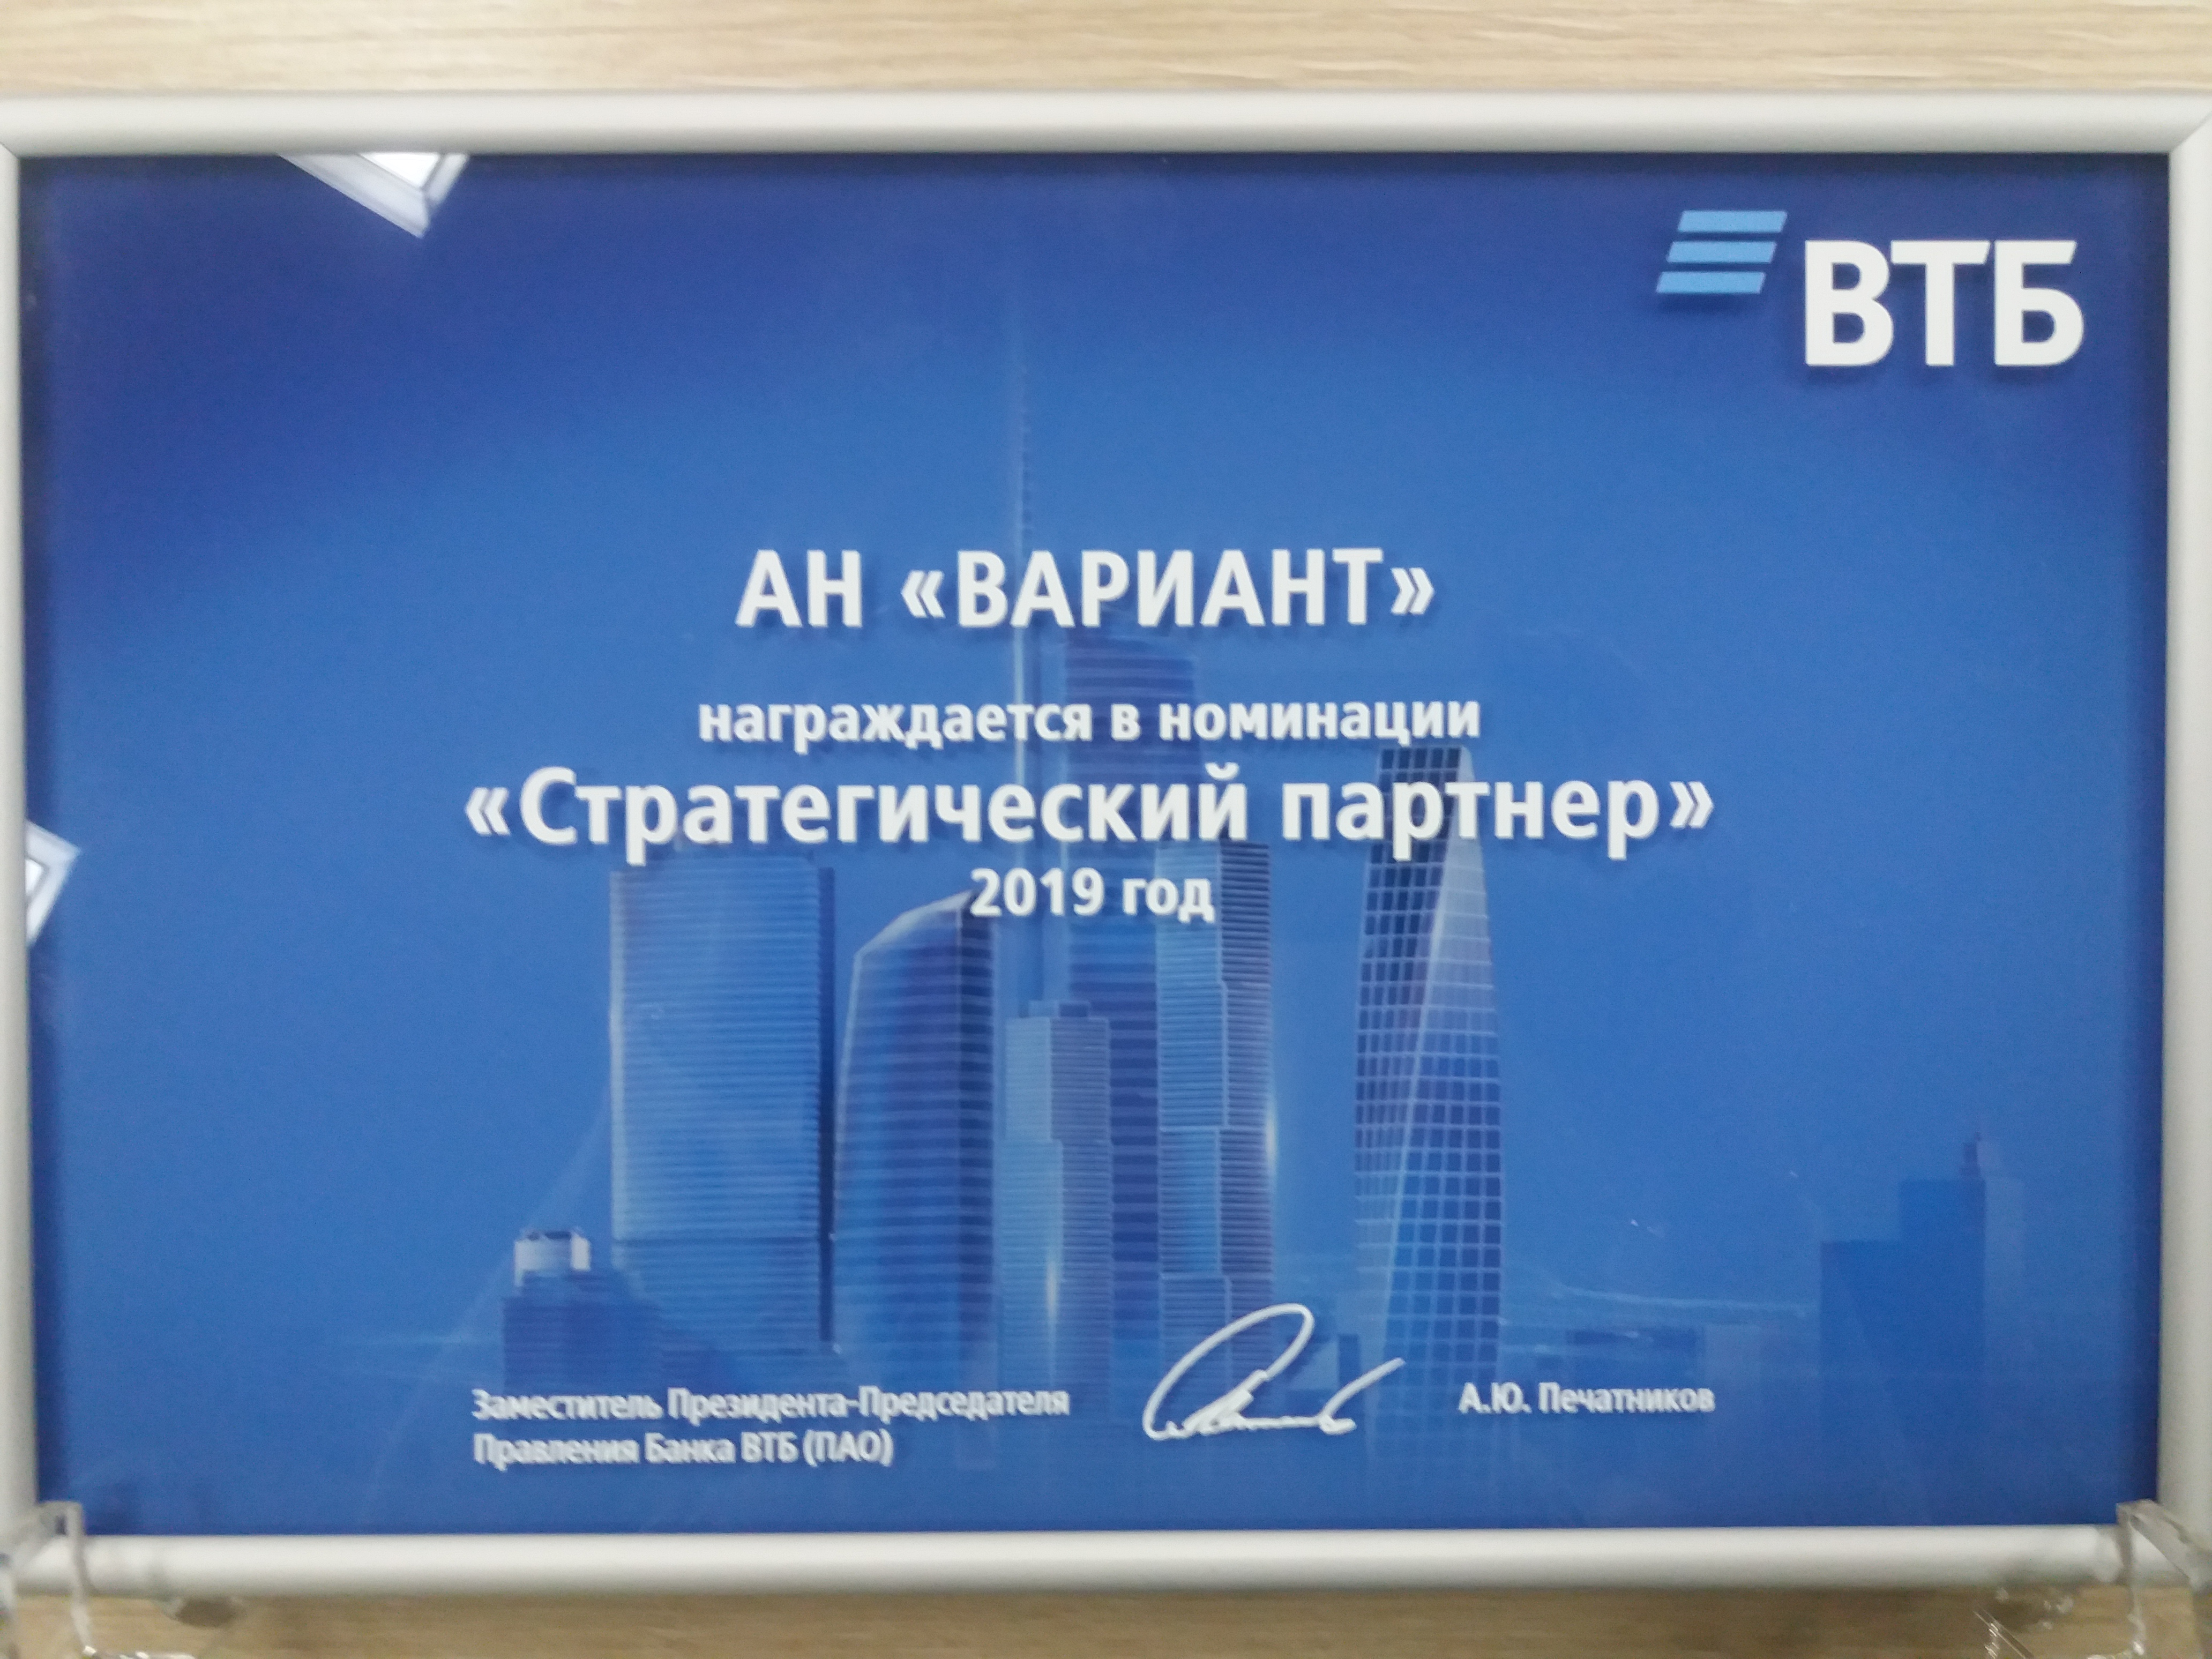 ВТБ
АН «ВАРИАНТ»
награждается в номинации
«Стратегический партнер»
2019 год
Заместитель Президента-Председателя
Правления Банка ВТБ (ПАО)
А.Ю. Печатников